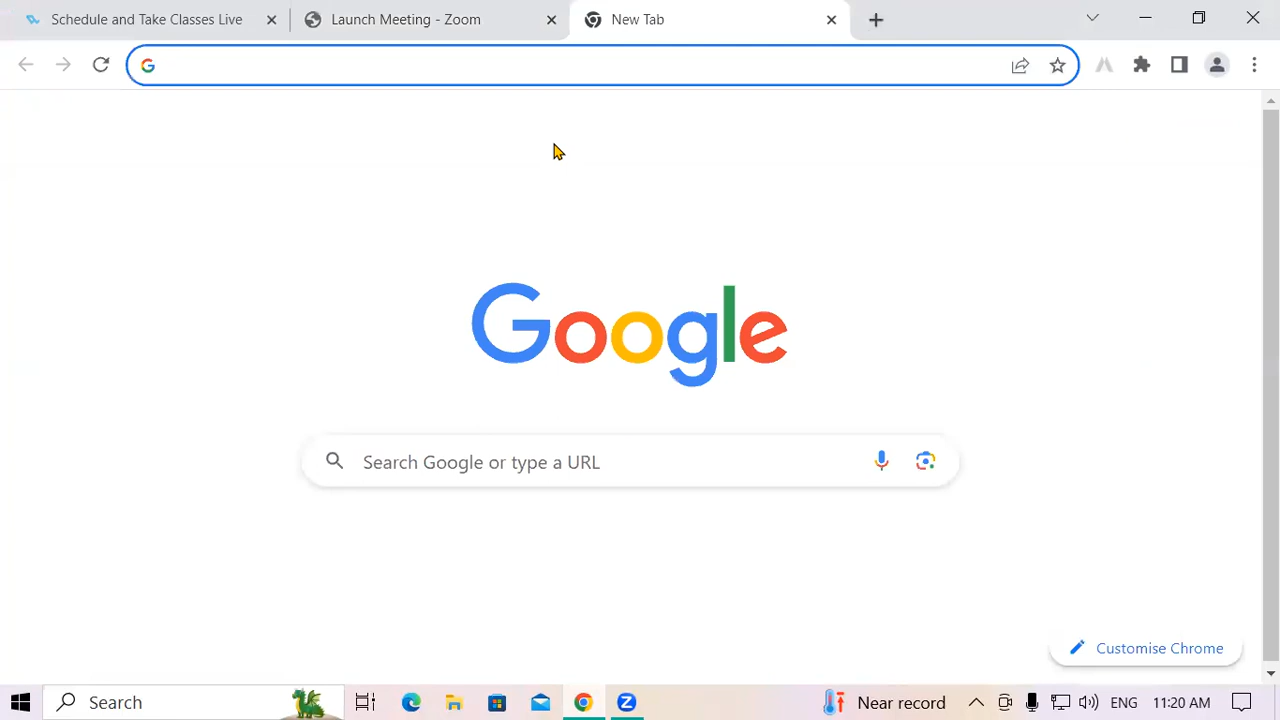 Schedule and Take Classes Live
Launch Meeting - Zoom
New Tab
Google
Search Google or type a URL
Customise Chrome
Search
Near record
ENG
11:20 AM